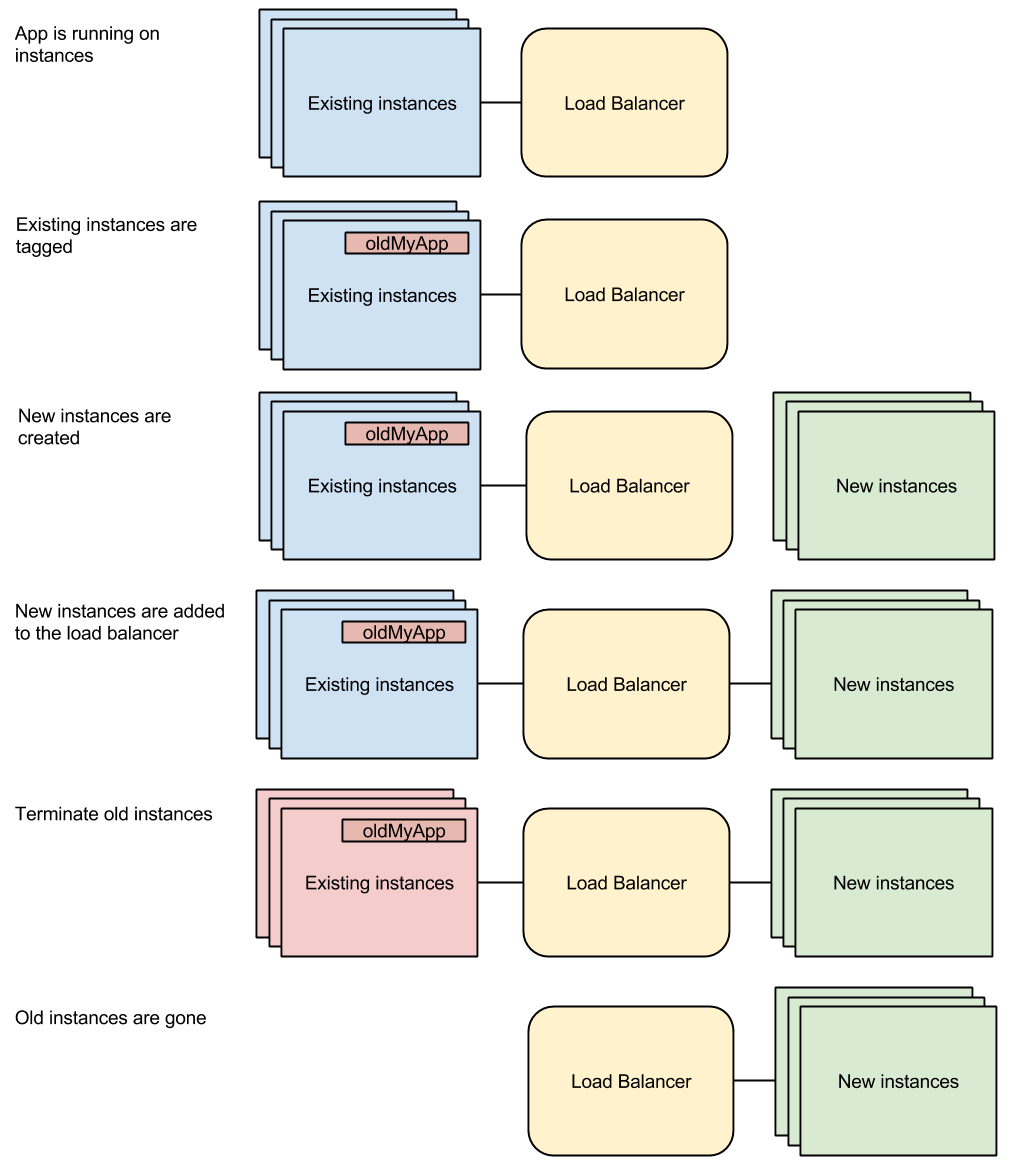 App is running on
instances
Existing instances
Load Balancer
Existing instances are
tagged
oldMyApp
Existing instances
Load Balancer
New instances are
created
oldMyApp
Existing instances
Load Balancer
New instances
New instances are added
to the load balancer
oldMyApp
Existing instances
Load Balancer
New instances
Terminate old instances
oldMyApp
Existing instances
Load Balancer
New instances
Old instances are gone
Load Balancer
New instances